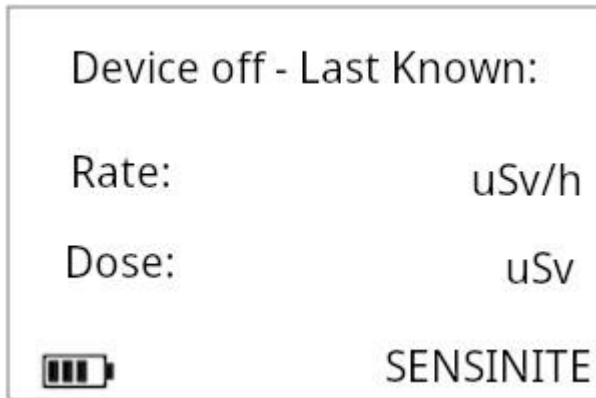 Device off - Last Known:
Rate: uSv/h
Dose: uSv
SENSINITE